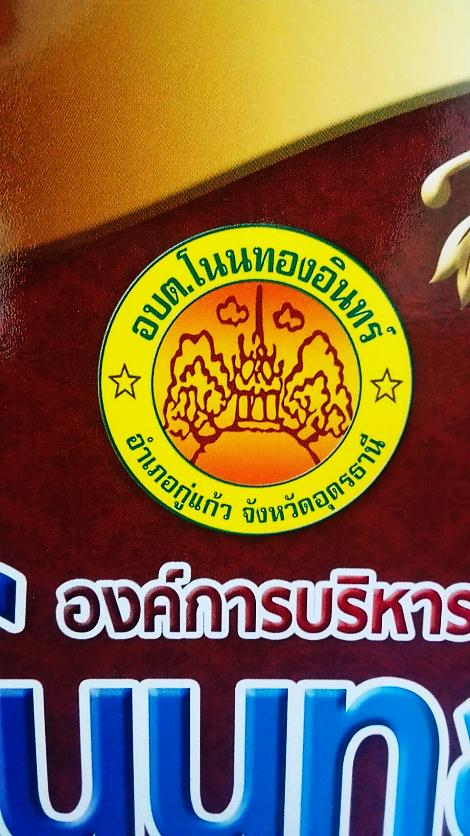 อบต.โนนทองอินทร์
อำเภอกู่แก้ว จังหวัดอุดรธานี
องค์การบริหาร